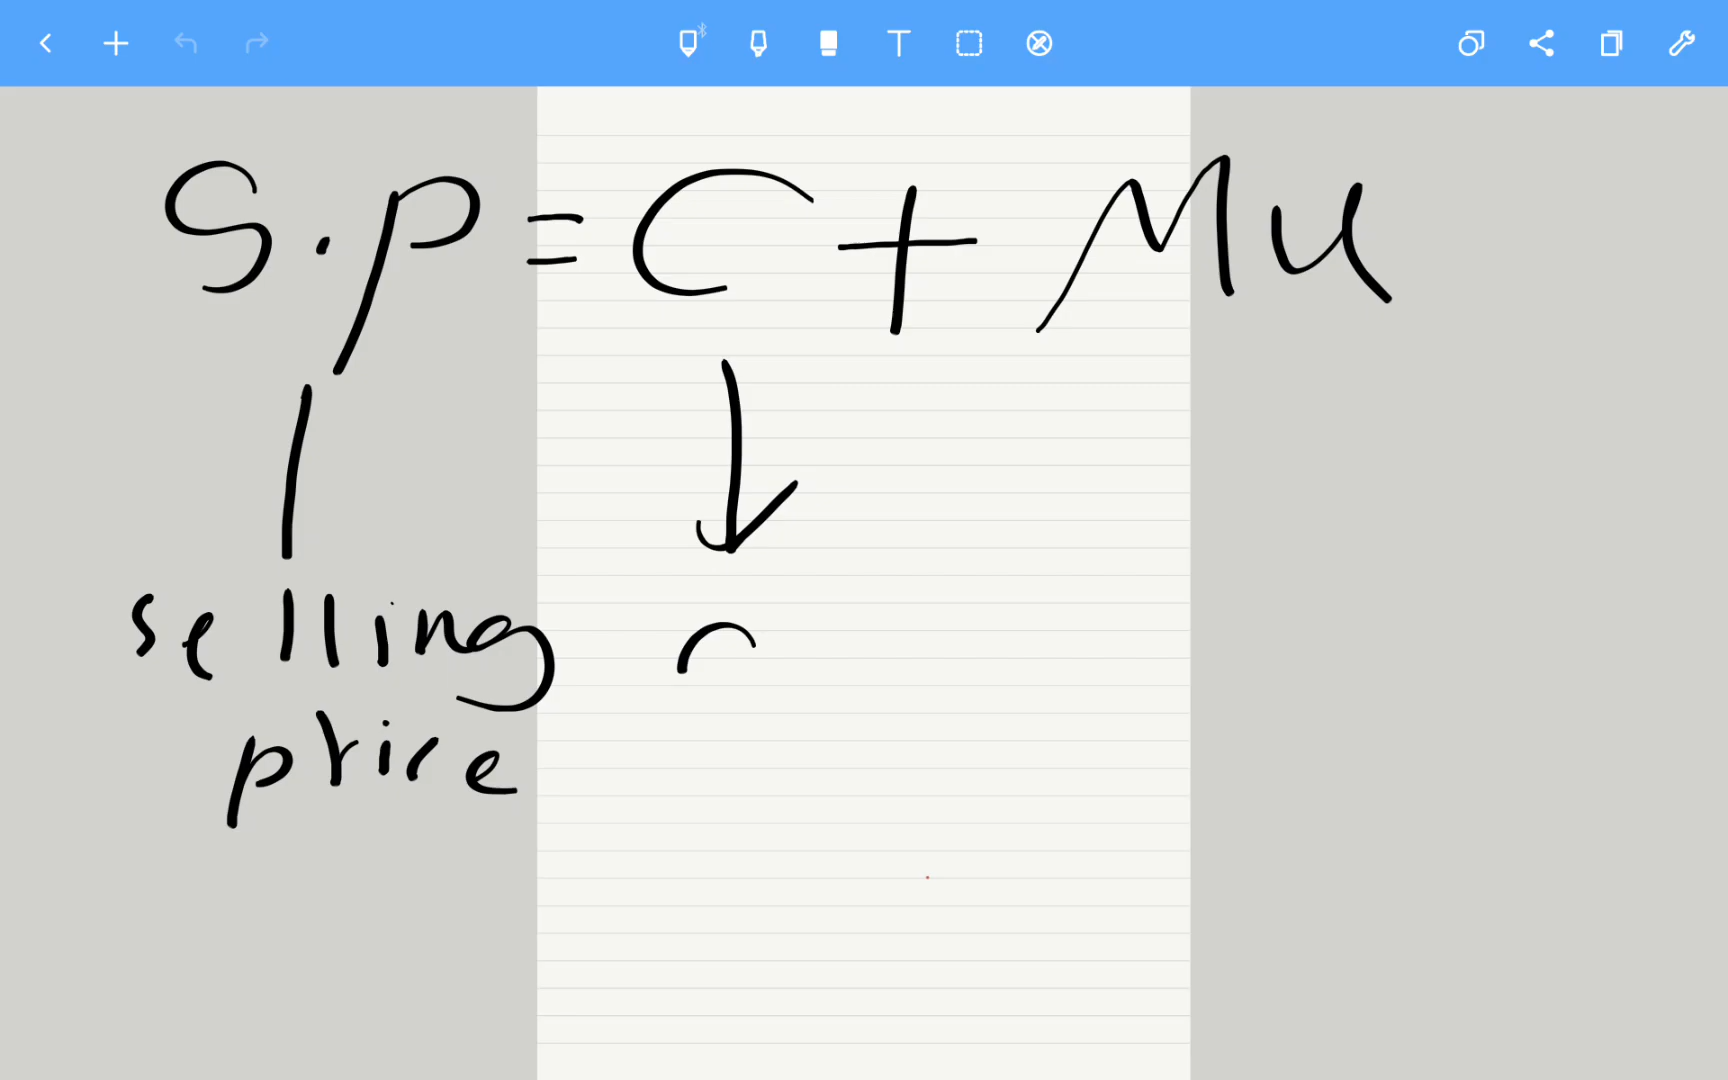 S.P = C + Mu
selling
price